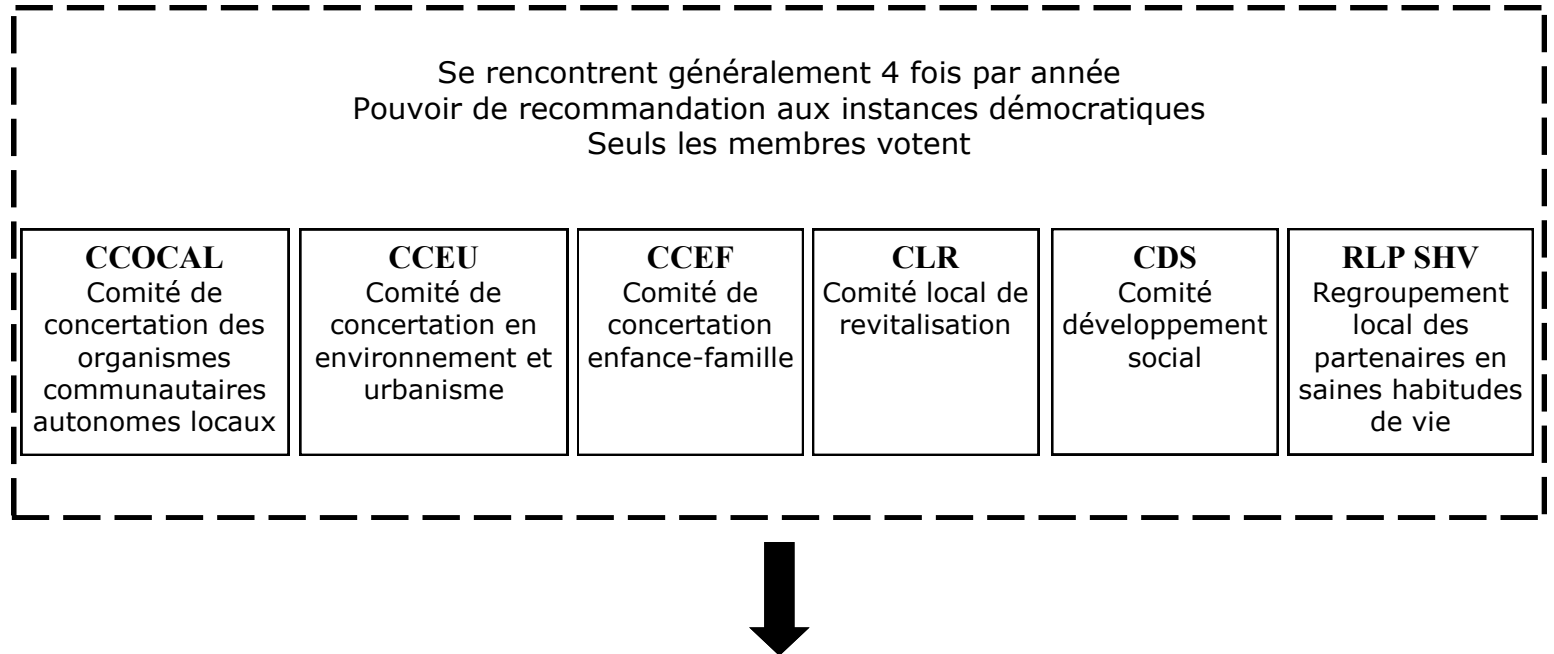 Se rencontrent généralement 4 fois par année
Pouvoir de recommandation aux instances démocratiques
Seuls les membres votent
CCOCAL
Comité de
concertation des
organismes
communautaires
autonomes locaux
CCEU
Comité de
concertation en
environnement et
urbanisme
CCEF
Comité de
concertation
enfance-famille
CLR
Comité local de
revitalisation
CDS
Comité
développement
social
RLP SHV
Regroupement
local des
partenaires en
saines habitudes
de vie